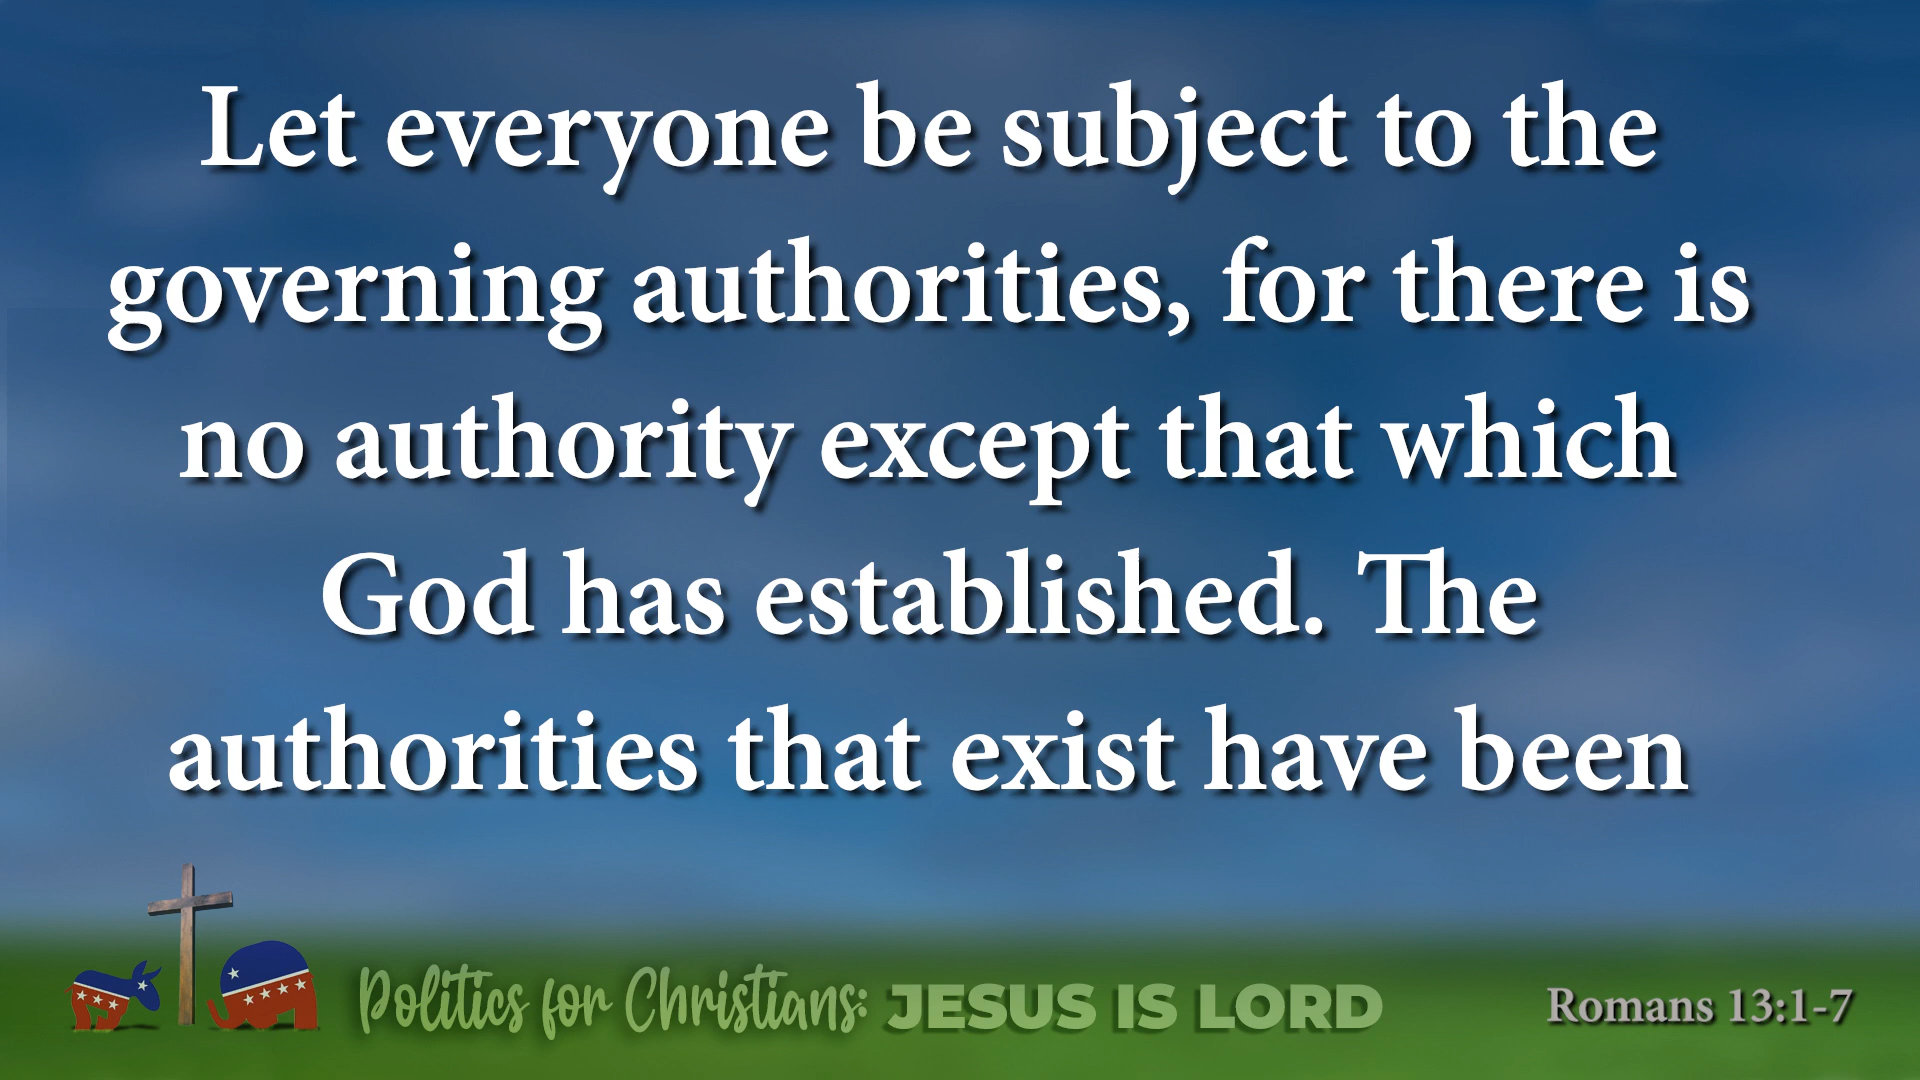 Let everyone be subject to the
governing authorities, for there is
no authority except that which
God has established. The
authorities that exist have been
Politics for Christians: JESUS IS LORD
Romans 13:1-7